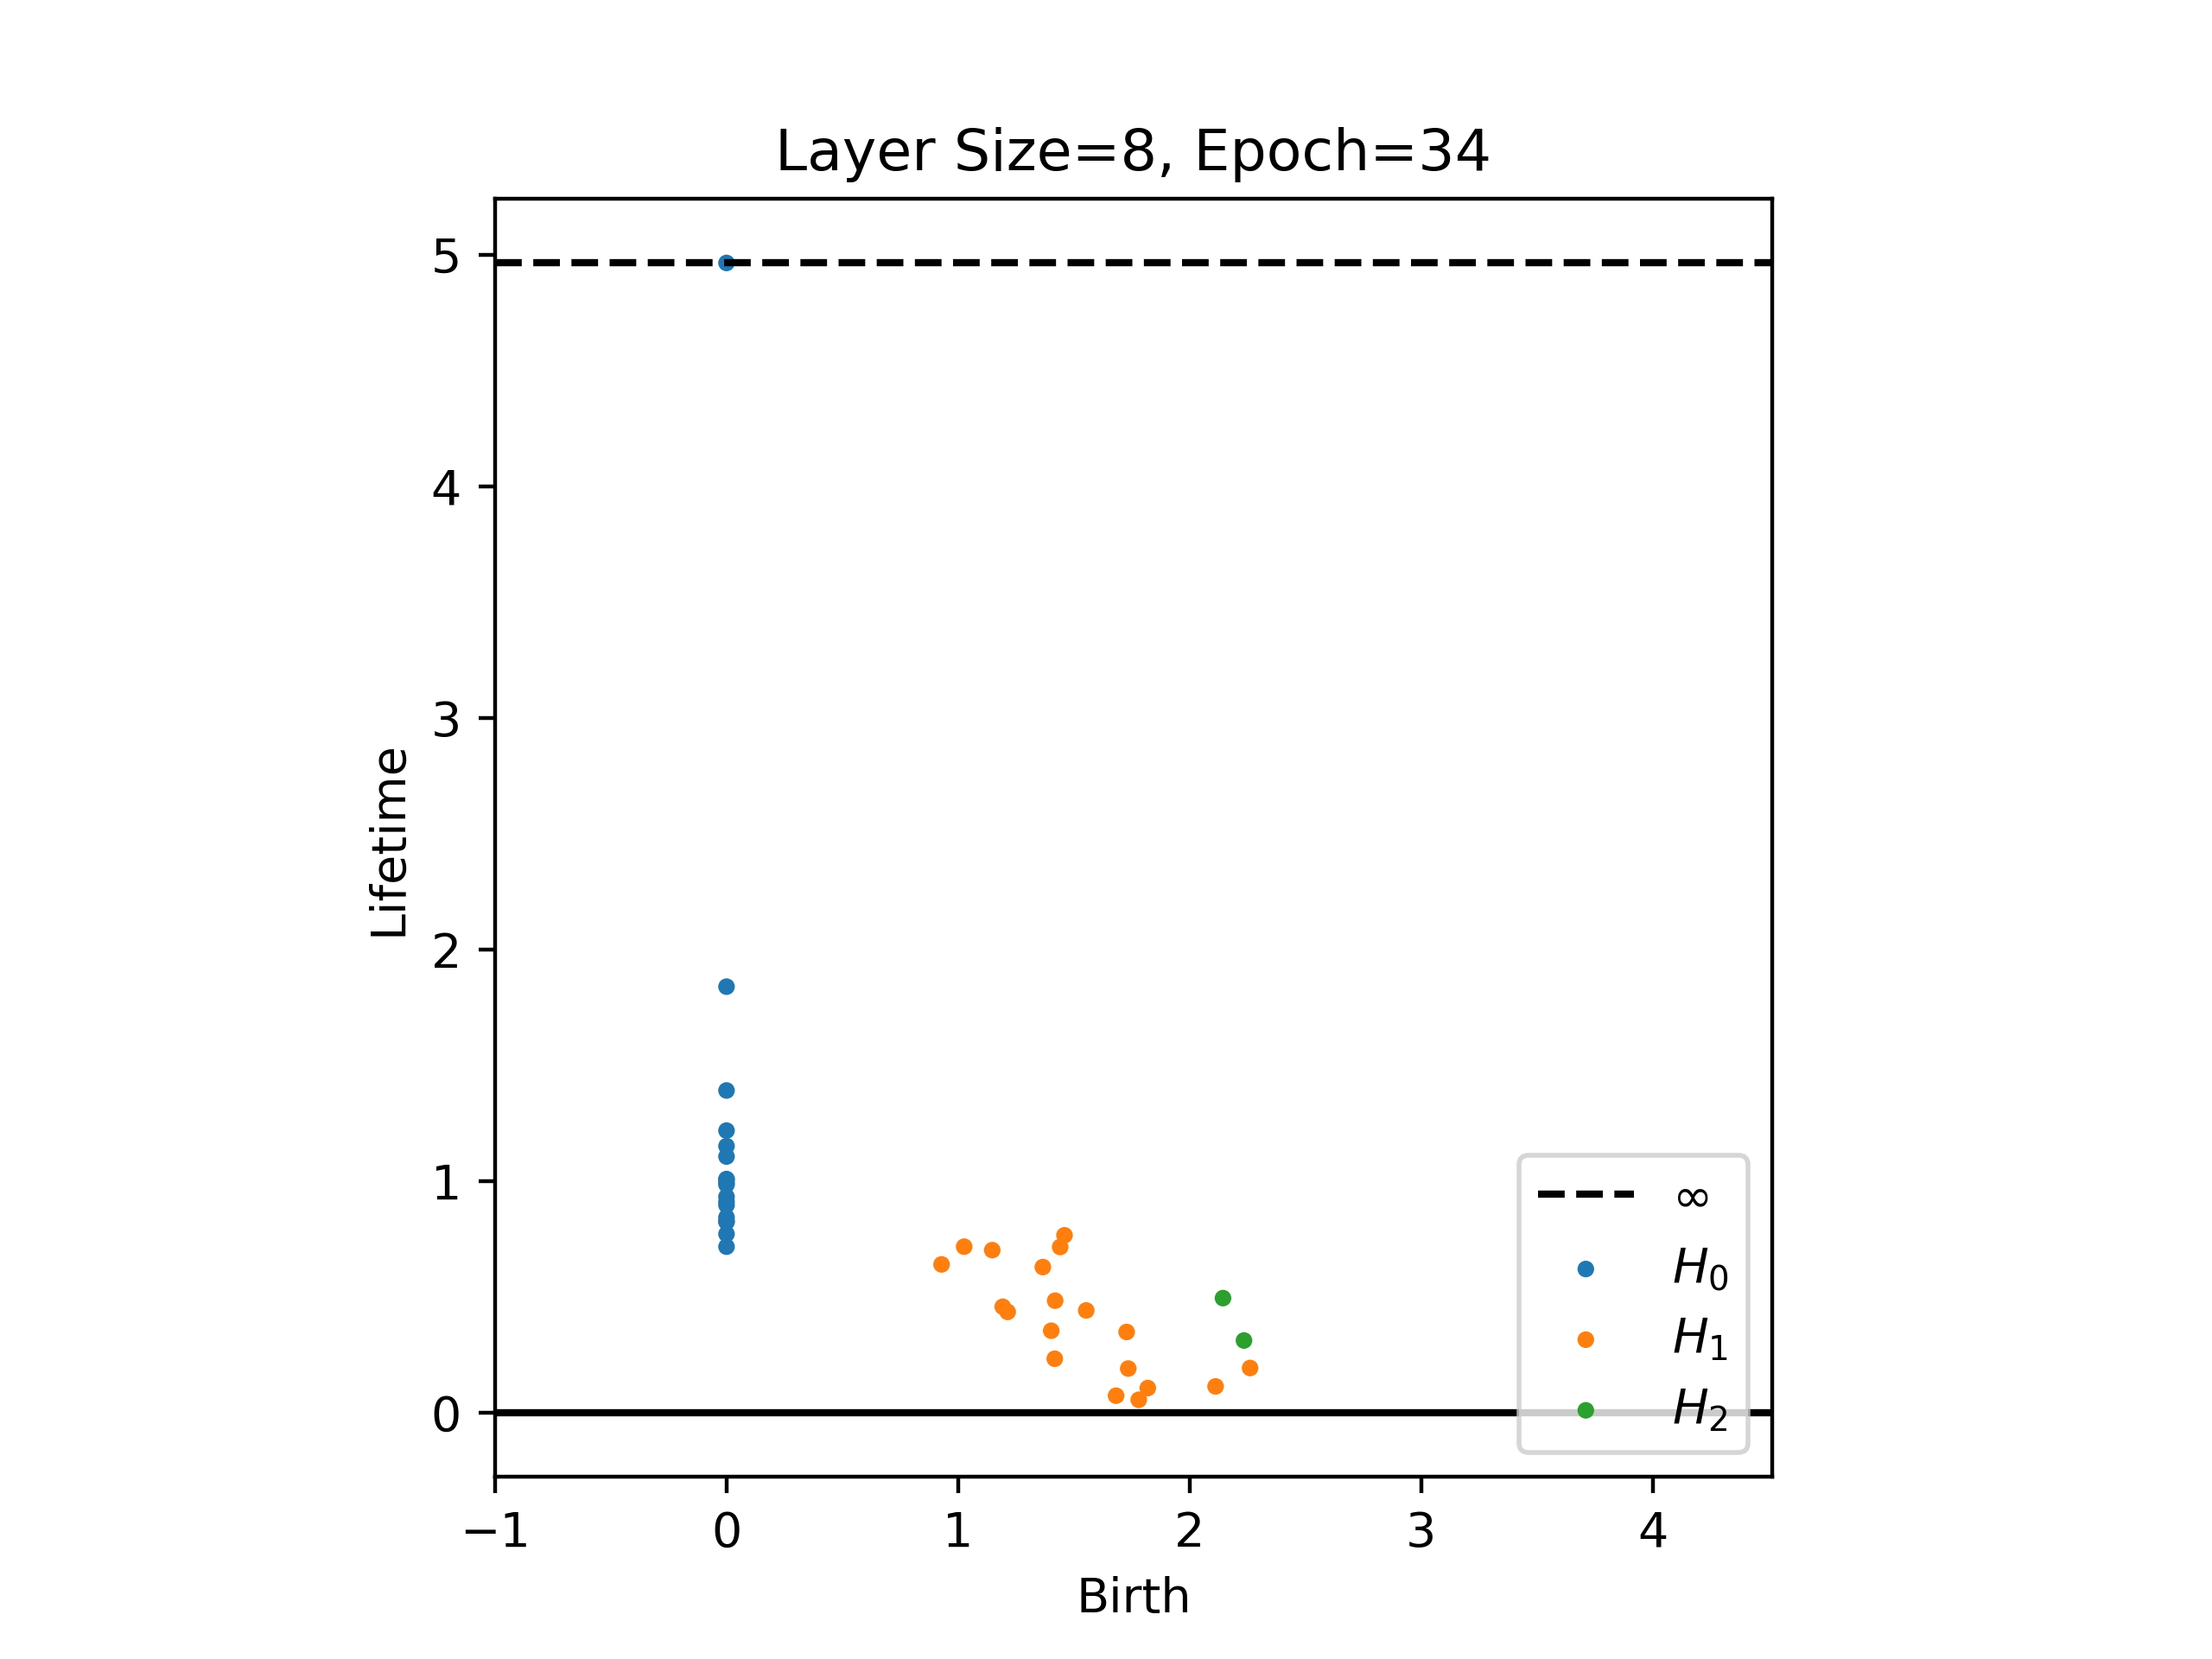 Layer Size=8, Epoch=34
5
4
3
2
1
0
Lifetime
∞
H₀
H₁
H₂
−1 0 1 2 3 4
Birth